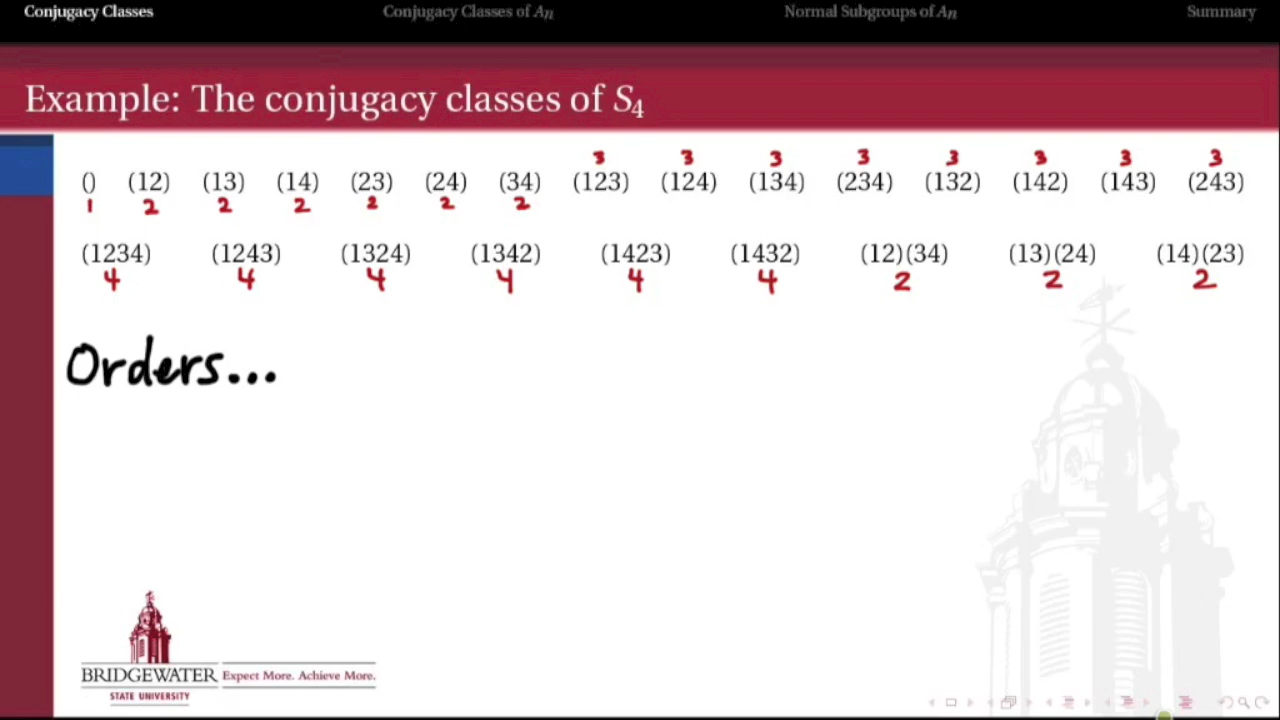 Conjugacy Classes Conjugacy Classes of Aₙ Normal Subgroups of Aₙ Summary
Example: The conjugacy classes of S₄
3 3 3 3 3 3 3 3
() (12) (13) (14) (23) (24) (34) (123) (124) (134) (234) (132) (142) (143) (243)
1 2 2 2 2 2 2
(1234) (1243) (1324) (1342) (1423) (1432) (12)(34) (13)(24) (14)(23)
4 4 4 4 4 4 2 2 2
Orders...
BRIDGEWATER Expect More. Achieve More.
STATE UNIVERSITY